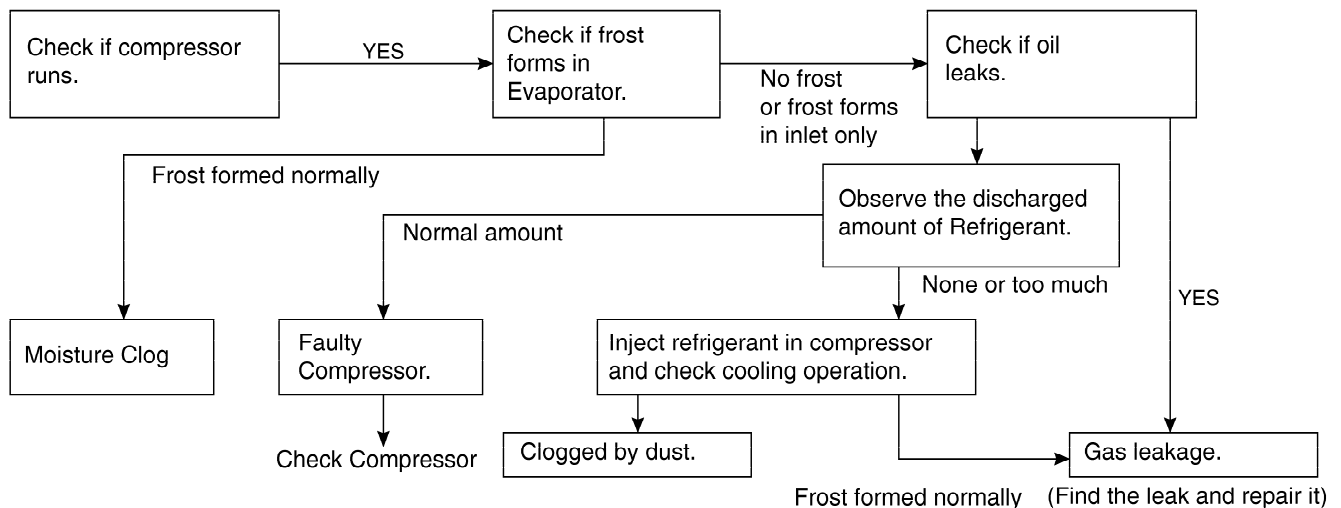 Check if compressor
runs.
YES
Check if frost
forms in
Evaporator.
No frost
or frost forms
in inlet only
Check if oil
leaks.
Frost formed normally
Observe the discharged
amount of Refrigerant.
Normal amount
None or too much
YES
Moisture Clog
Faulty
Compressor.
Inject refrigerant in compressor
and check cooling operation.
Check Compressor
Clogged by dust.
Gas leakage.
Frost formed normally
(Find the leak and repair it)